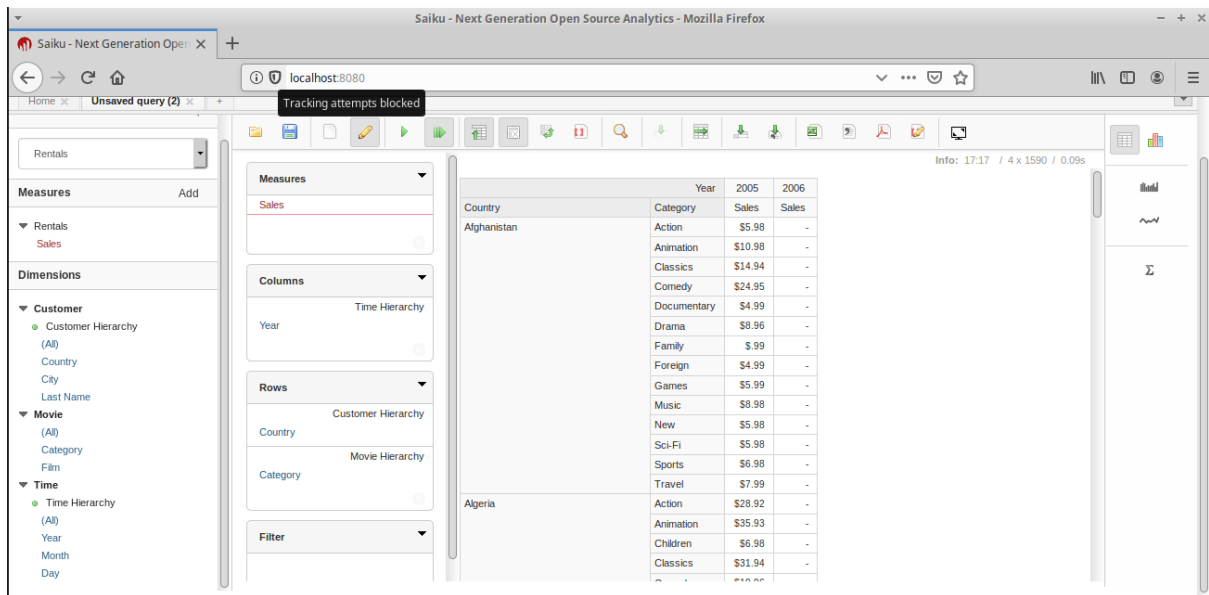 Saiku - Next Generation Open Source Analytics - Mozilla Firefox
Saiku - Next Generation Open
localhost:8080
Home Unsaved query (2)
Tracking attempts blocked
Info: 17:17 / 4 x 1590 / 0.09s
Rentals
Measures Add
Rentals
Sales
Dimensions
Customer
Customer Hierarchy
(All)
Country
City
Last Name
Movie
(All)
Category
Film
Time
Time Hierarchy
(All)
Year
Month
Day
Measures
Sales
Columns
Time Hierarchy
Year
Rows
Customer Hierarchy
Country
Movie Hierarchy
Category
Filter
Year 2005 2006
Country Category Sales Sales
Afghanistan Action $5.98 -
Animation $10.98 -
Classics $14.94 -
Comedy $24.95 -
Documentary $4.99 -
Drama $8.96 -
Family $.99 -
Foreign $4.99 -
Games $5.99 -
Music $8.98 -
New $5.98 -
Sci-Fi $5.98 -
Sports $6.98 -
Travel $7.99 -
Algeria Action $28.92 -
Animation $35.93 -
Children $6.98 -
Classics $31.94 -
Σ